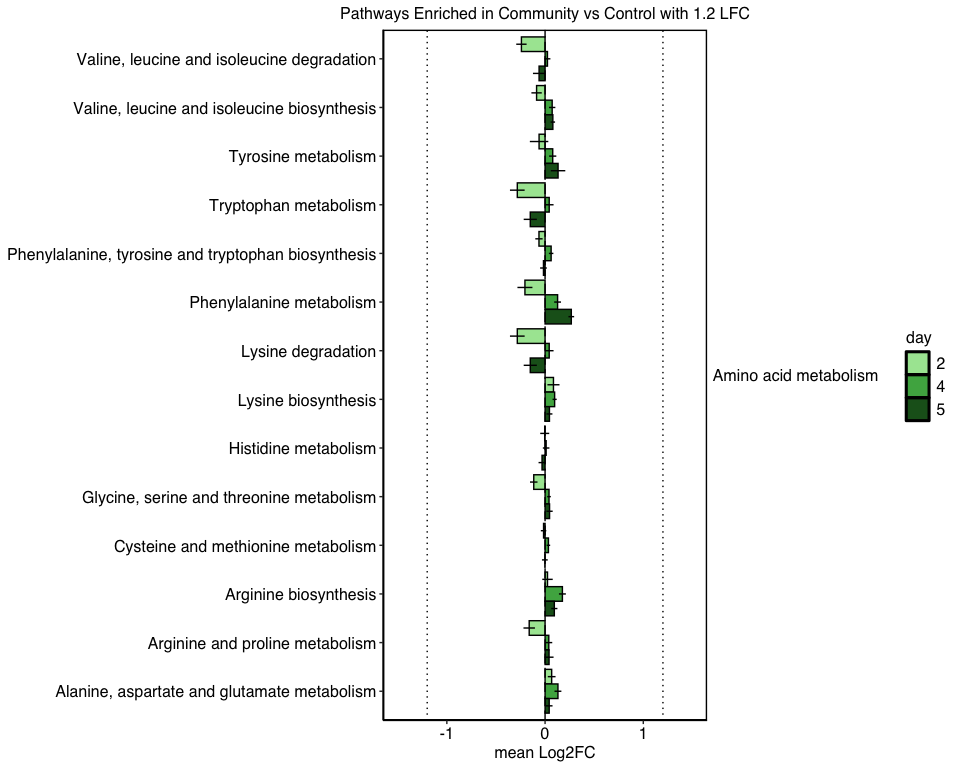 Pathways Enriched in Community vs Control with 1.2 LFC
Valine, leucine and isoleucine degradation
Valine, leucine and isoleucine biosynthesis
Tyrosine metabolism
Tryptophan metabolism
Phenylalanine, tyrosine and tryptophan biosynthesis
Phenylalanine metabolism
Lysine degradation
Lysine biosynthesis
Histidine metabolism
Glycine, serine and threonine metabolism
Cysteine and methionine metabolism
Arginine biosynthesis
Arginine and proline metabolism
Alanine, aspartate and glutamate metabolism
-1 0 1
mean Log2FC
Amino acid metabolism
day
2
4
5